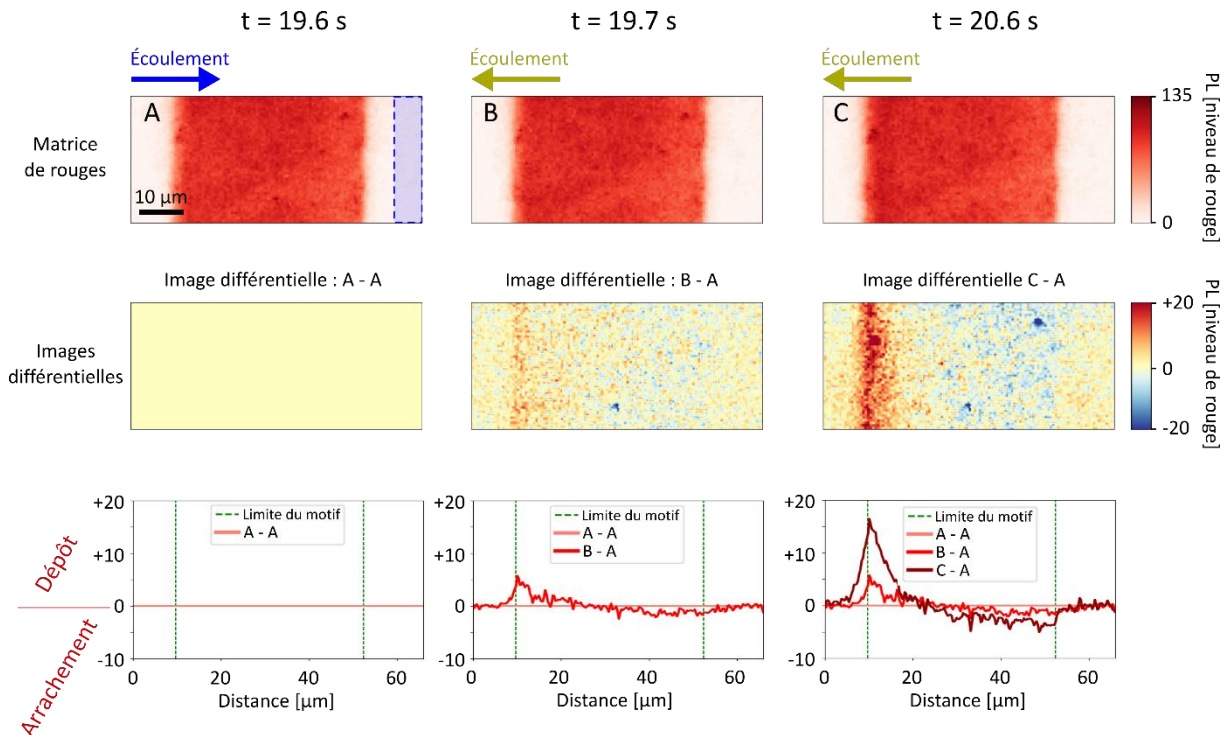 t = 19.6 s
t = 19.7 s
t = 20.6 s
Écoulement
Écoulement
Écoulement
Matrice
de rouges
A
10 µm
B
C
135
0
PL [niveau de rouge]
Image différentielle : A - A
Image différentielle : B - A
Image différentielle C - A
Images
différentielles
+20
0
-20
PL [niveau de rouge]
Dépôt
Arrachement
+20
+10
0
-10
Limite du motif
A - A
0
20
40
60
Distance [µm]
+20
+10
0
-10
Limite du motif
A - A
B - A
0
20
40
60
Distance [µm]
+20
+10
0
-10
Limite du motif
A - A
B - A
C - A
0
20
40
60
Distance [µm]